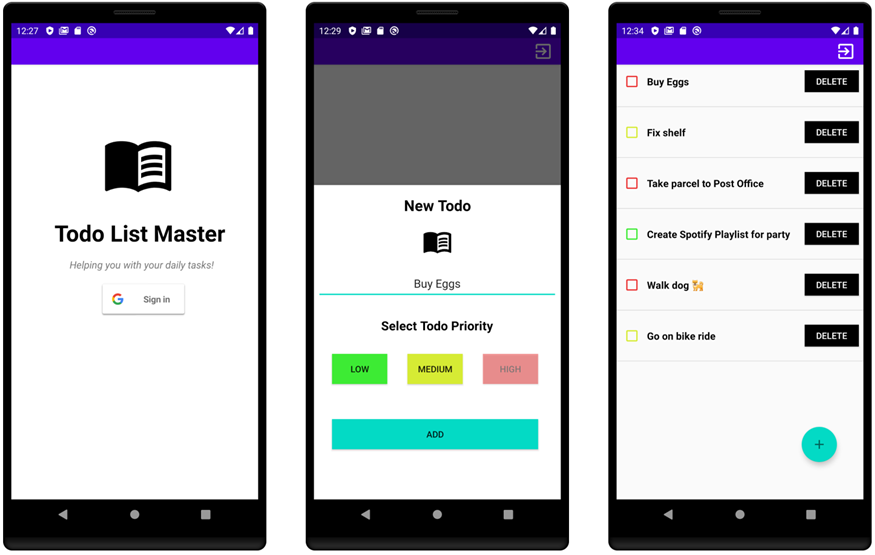 12:27
Todo List Master
Helping you with your daily tasks!
G Sign in
12:29
New Todo
Buy Eggs
Select Todo Priority
LOW MEDIUM HIGH
ADD
12:34
Buy Eggs DELETE
Fix shelf DELETE
Take parcel to Post Office DELETE
Create Spotify Playlist for party DELETE
Walk dog 🐕 DELETE
Go on bike ride DELETE
+